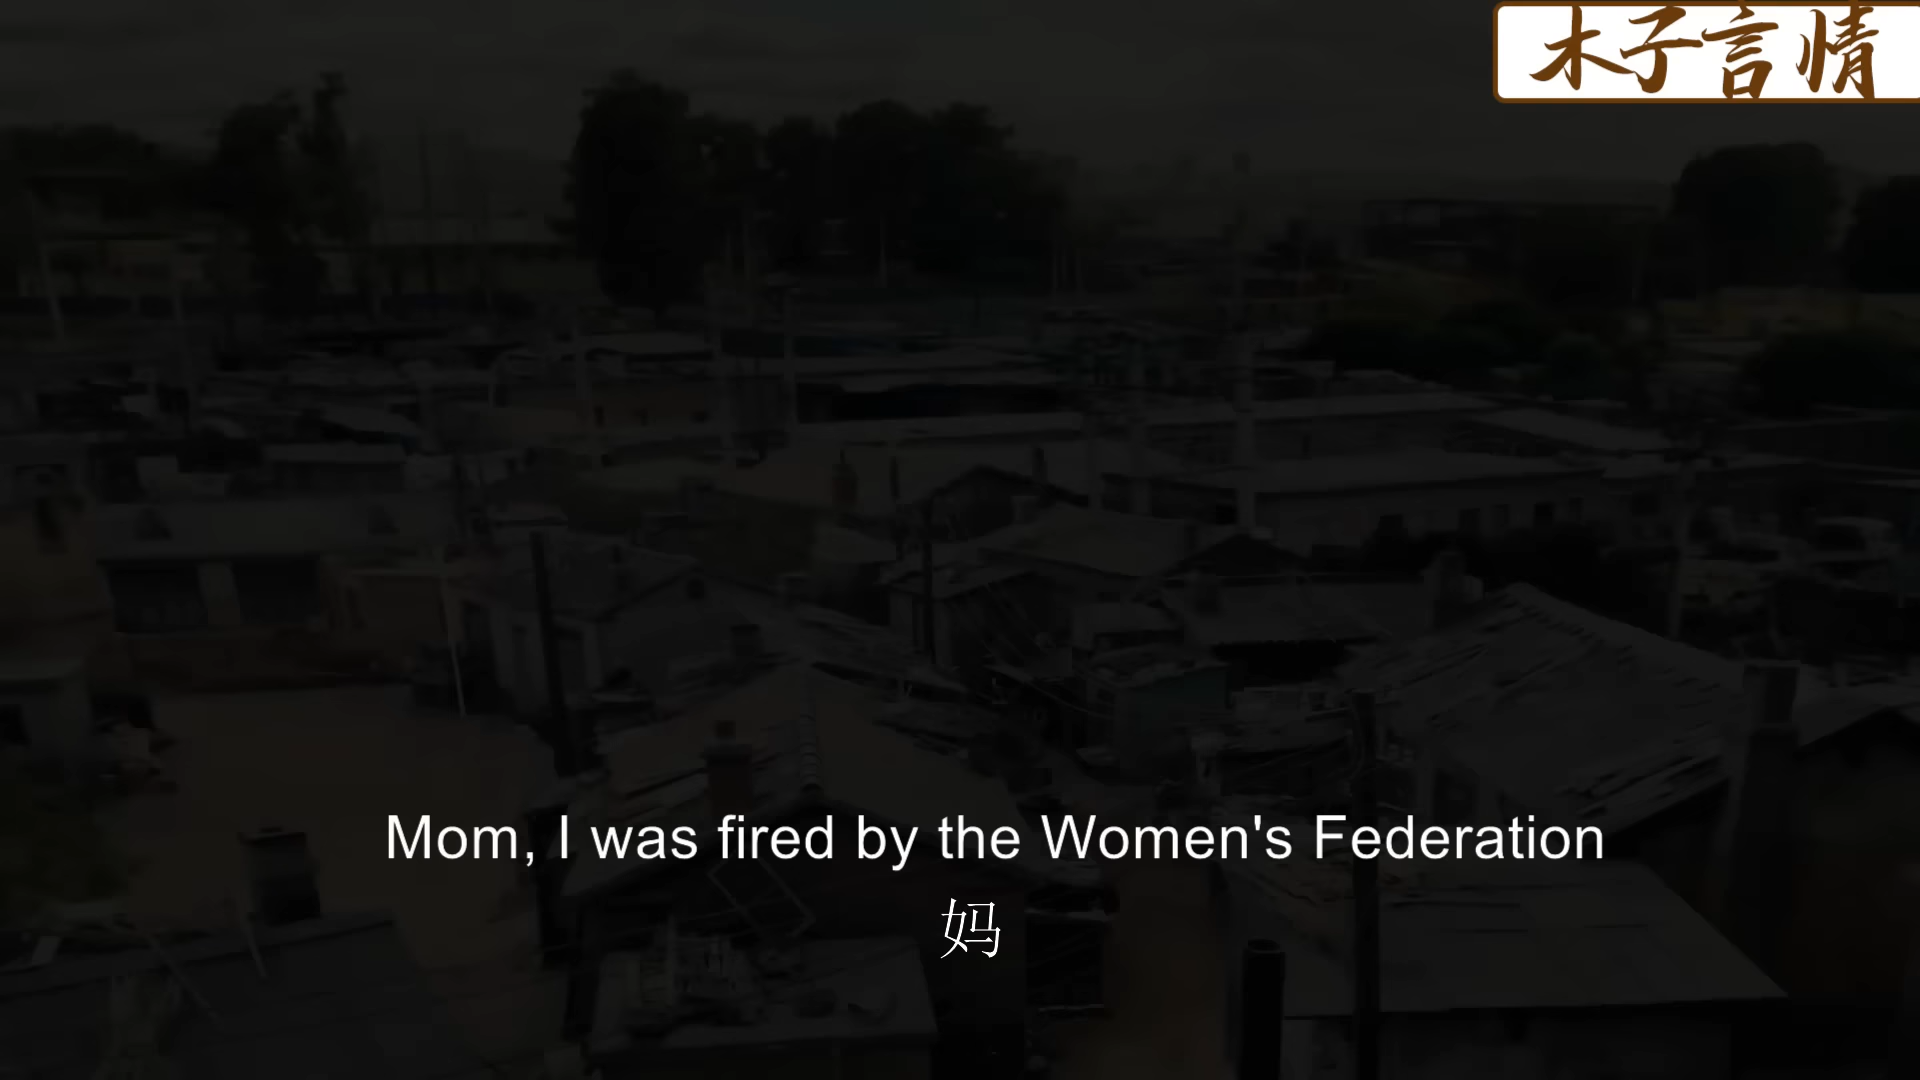 木子言情
Mom, I was fired by the Women's Federation
妈